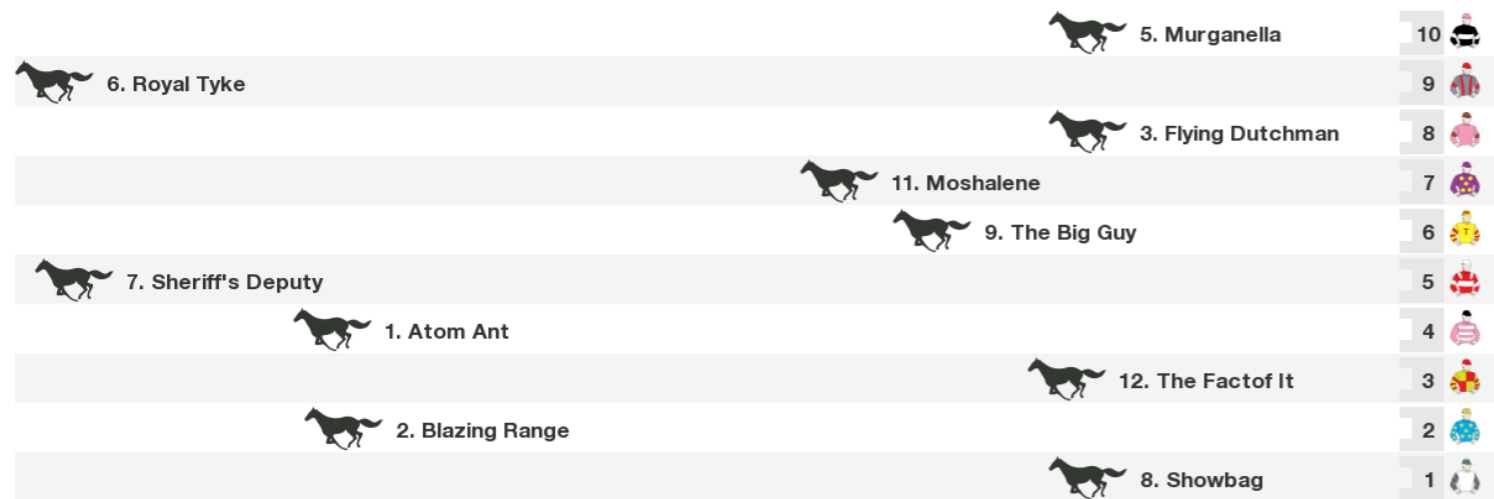 5. Murganella 10
6. Royal Tyke 9
3. Flying Dutchman 8
11. Moshalene 7
9. The Big Guy 6
T
7. Sheriff's Deputy 5
1. Atom Ant 4
12. The Factof It 3
2. Blazing Range 2
8. Showbag 1